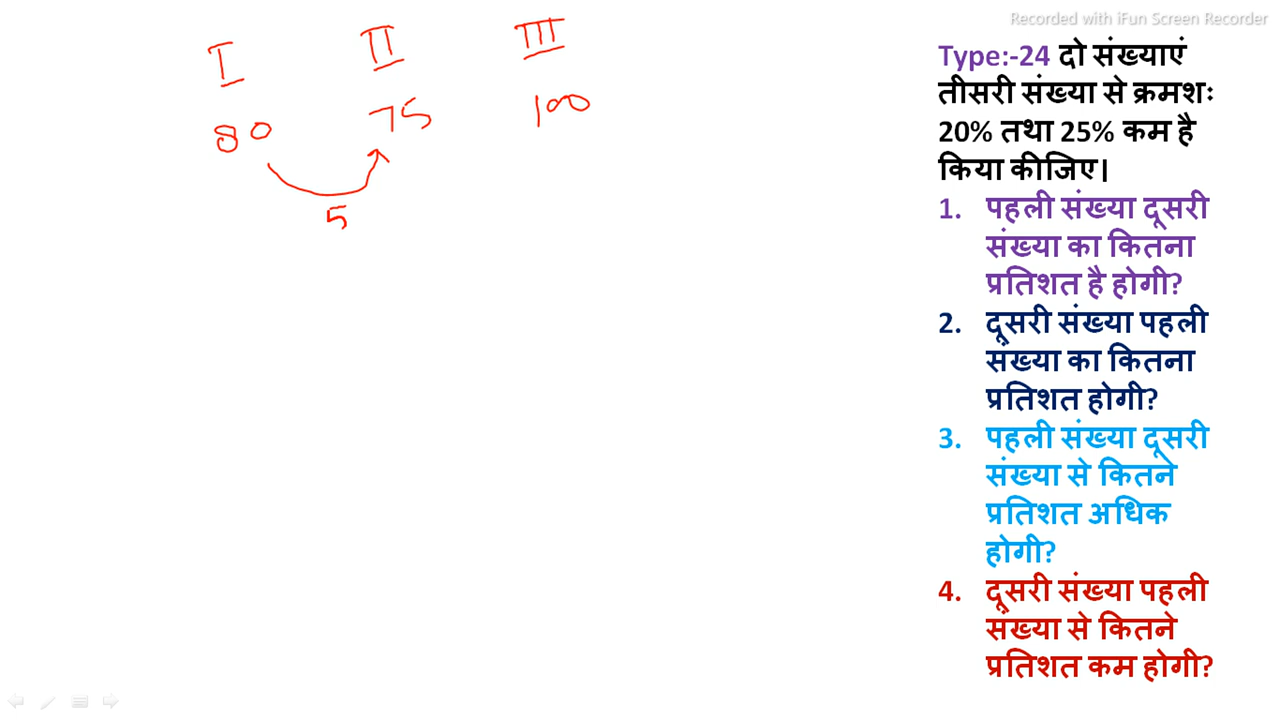 Recorded with iFun Screen Recorder
I II III
80 75 100
5
Type:-24 दो संख्याएं
तीसरी संख्या से क्रमशः
20% तथा 25% कम है
किया कीजिए।
1. पहली संख्या दूसरी
संख्या का कितना
प्रतिशत है होगी?
2. दूसरी संख्या पहली
संख्या का कितना
प्रतिशत होगी?
3. पहली संख्या दूसरी
संख्या से कितने
प्रतिशत अधिक
होगी?
4. दूसरी संख्या पहली
संख्या से कितने
प्रतिशत कम होगी?